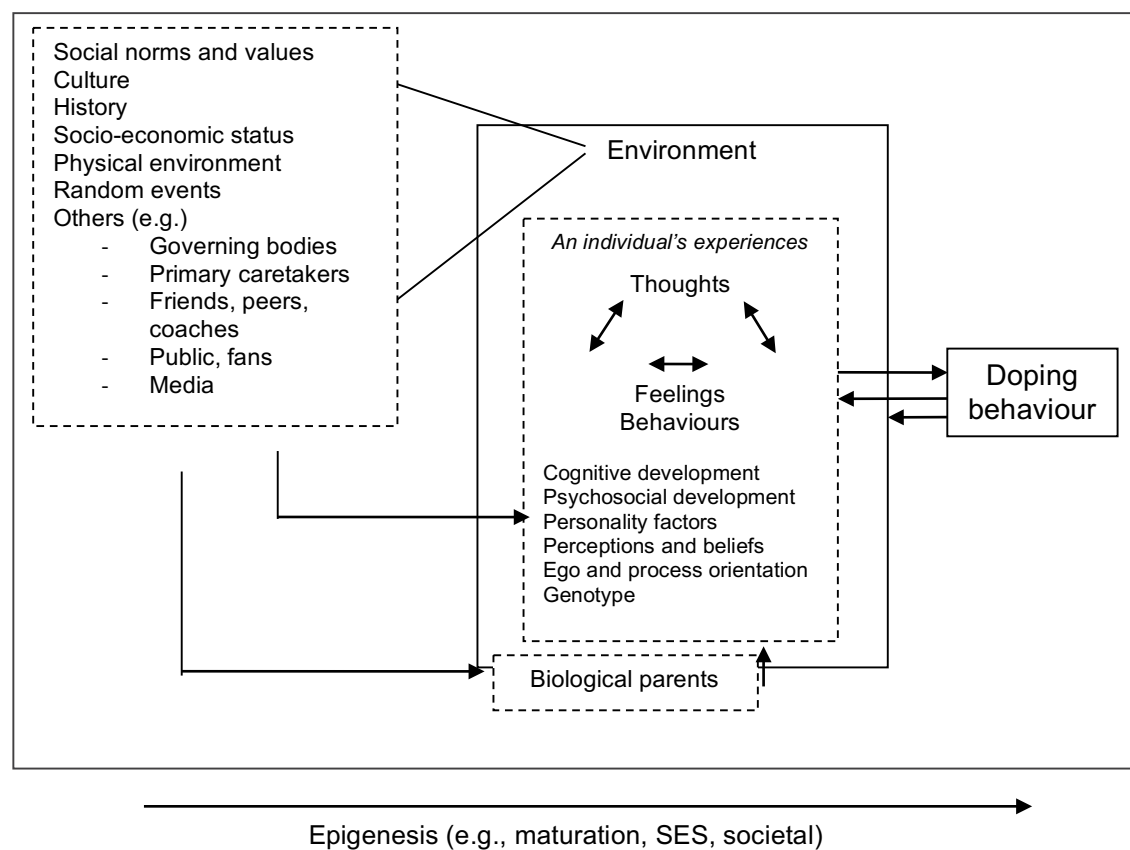 Social norms and values
Culture
History
Socio-economic status
Physical environment
Random events
Others (e.g.)
- Governing bodies
- Primary caretakers
- Friends, peers,
coaches
- Public, fans
- Media
Environment
An individual's experiences
Thoughts
Feelings
Behaviours
Cognitive development
Psychosocial development
Personality factors
Perceptions and beliefs
Ego and process orientation
Genotype
Biological parents
Doping
behaviour
Epigenesis (e.g., maturation, SES, societal)